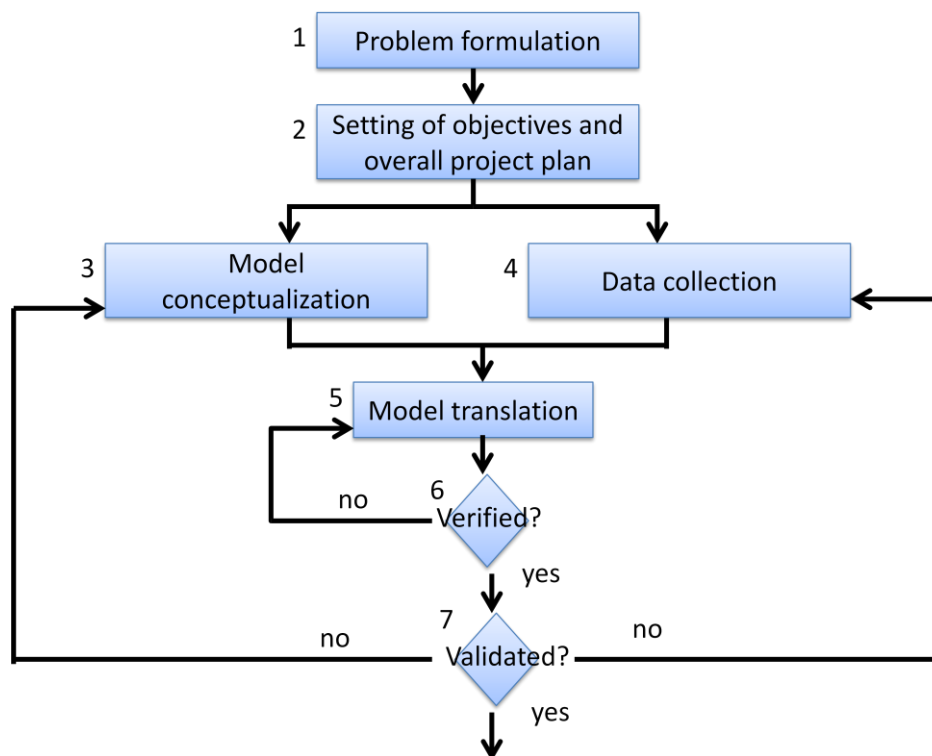 1
Problem formulation
2
Setting of objectives and
overall project plan
3
Model
conceptualization
4
Data collection
5
Model translation
6
Verified?
no
yes
7
Validated?
no
no
yes